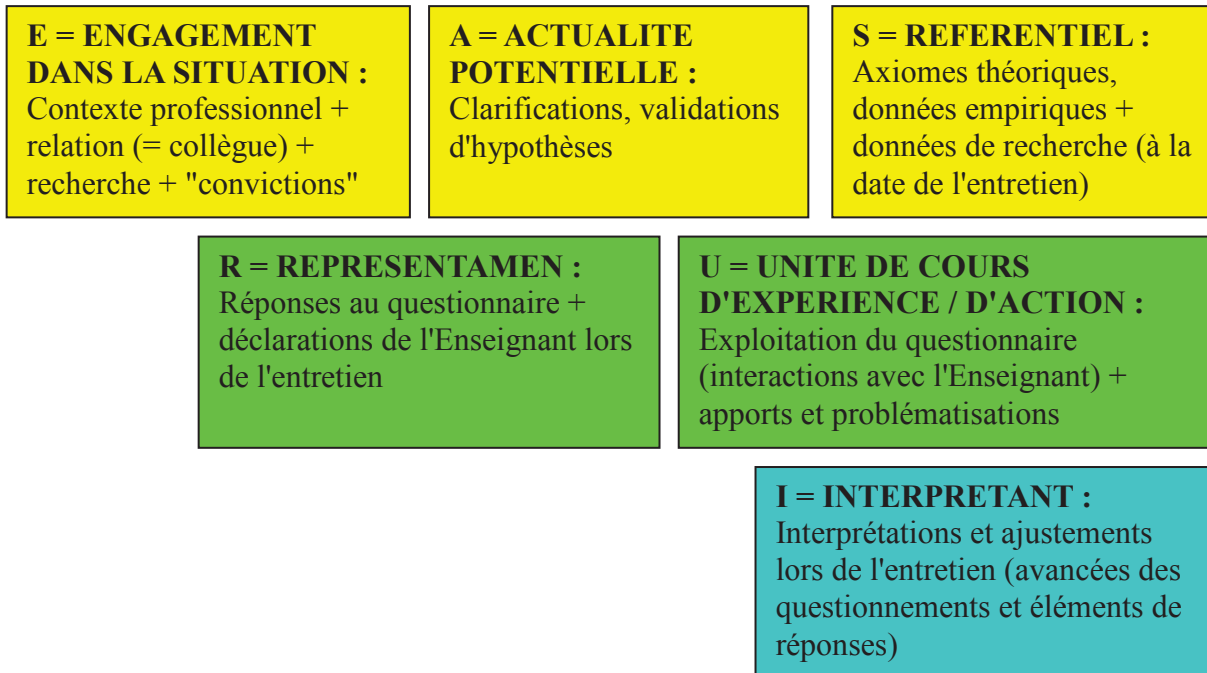 E = ENGAGEMENT
DANS LA SITUATION :
Contexte professionnel +
relation (= collègue) +
recherche + "convictions"
A = ACTUALITE
POTENTIELLE :
Clarifications, validations
d'hypothèses
S = REFERENTIEL :
Axiomes théoriques,
données empiriques +
données de recherche (à la
date de l'entretien)
R = REPRESENTAMEN :
Réponses au questionnaire +
déclarations de l'Enseignant lors
de l'entretien
U = UNITE DE COURS
D'EXPERIENCE / D'ACTION :
Exploitation du questionnaire
(interactions avec l'Enseignant) +
apports et problématisations
I = INTERPRETANT :
Interprétations et ajustements
lors de l'entretien (avancées des
questionnements et éléments de
réponses)